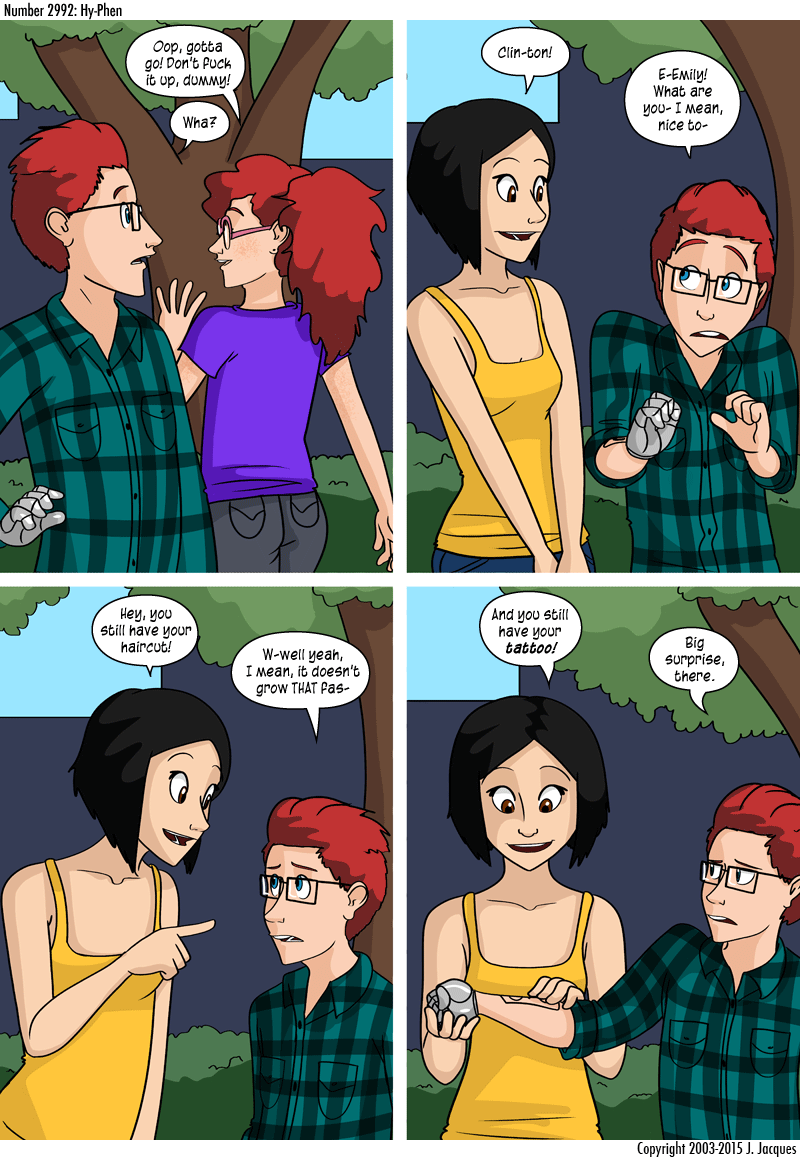 Number 2992: Hy-Phen
Oop, gotta
go! Don't fuck
it up, dummy!
Wha?
Clin-ton!
E-Emily!
What are
you- I mean,
nice to-
Hey, you
still have your
haircut!
W-well yeah,
I mean, it doesn't
grow THAT fas-
And you still
have your
tattoo!
Big
surprise,
there.
Copyright 2003-2015 J. Jacques